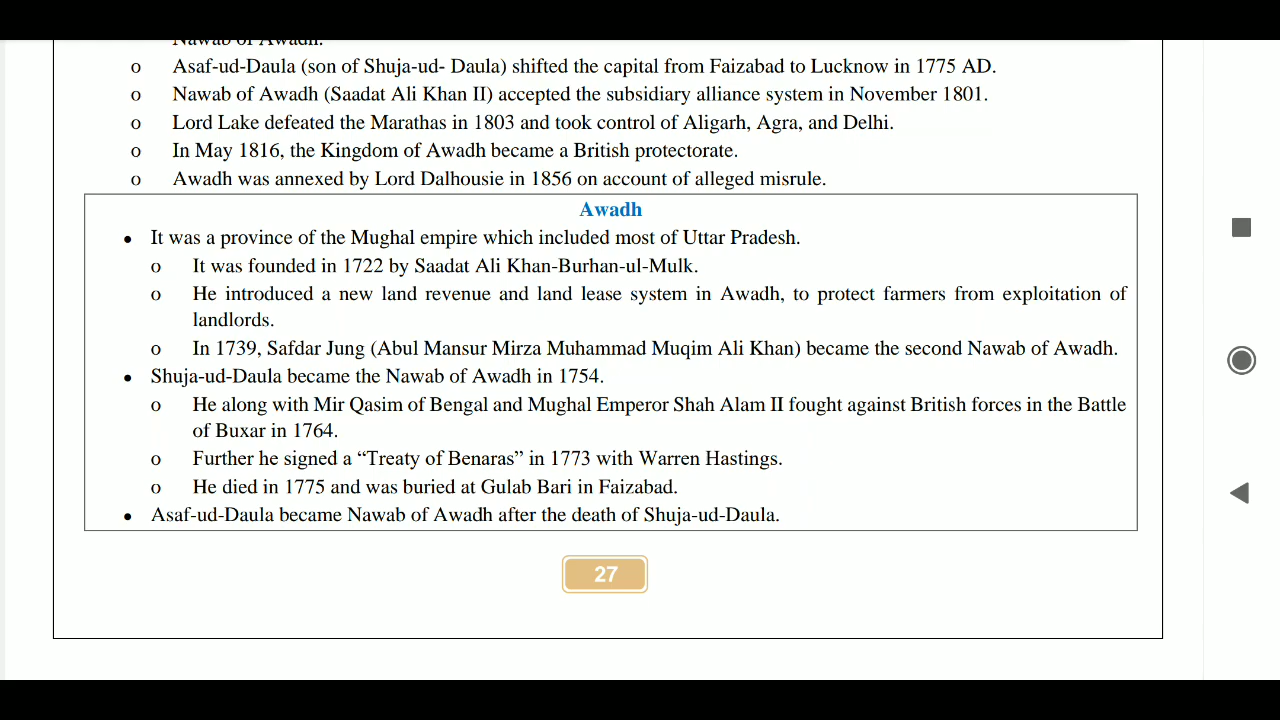 Nawab of Awadh.
o Asaf-ud-Daula (son of Shuja-ud- Daula) shifted the capital from Faizabad to Lucknow in 1775 AD.
o Nawab of Awadh (Saadat Ali Khan II) accepted the subsidiary alliance system in November 1801.
o Lord Lake defeated the Marathas in 1803 and took control of Aligarh, Agra, and Delhi.
o In May 1816, the Kingdom of Awadh became a British protectorate.
o Awadh was annexed by Lord Dalhousie in 1856 on account of alleged misrule.
Awadh
• It was a province of the Mughal empire which included most of Uttar Pradesh.
o It was founded in 1722 by Saadat Ali Khan-Burhan-ul-Mulk.
o He introduced a new land revenue and land lease system in Awadh, to protect farmers from exploitation of
landlords.
o In 1739, Safdar Jung (Abul Mansur Mirza Muhammad Muqim Ali Khan) became the second Nawab of Awadh.
• Shuja-ud-Daula became the Nawab of Awadh in 1754.
o He along with Mir Qasim of Bengal and Mughal Emperor Shah Alam II fought against British forces in the Battle
of Buxar in 1764.
o Further he signed a “Treaty of Benaras” in 1773 with Warren Hastings.
o He died in 1775 and was buried at Gulab Bari in Faizabad.
• Asaf-ud-Daula became Nawab of Awadh after the death of Shuja-ud-Daula.
27